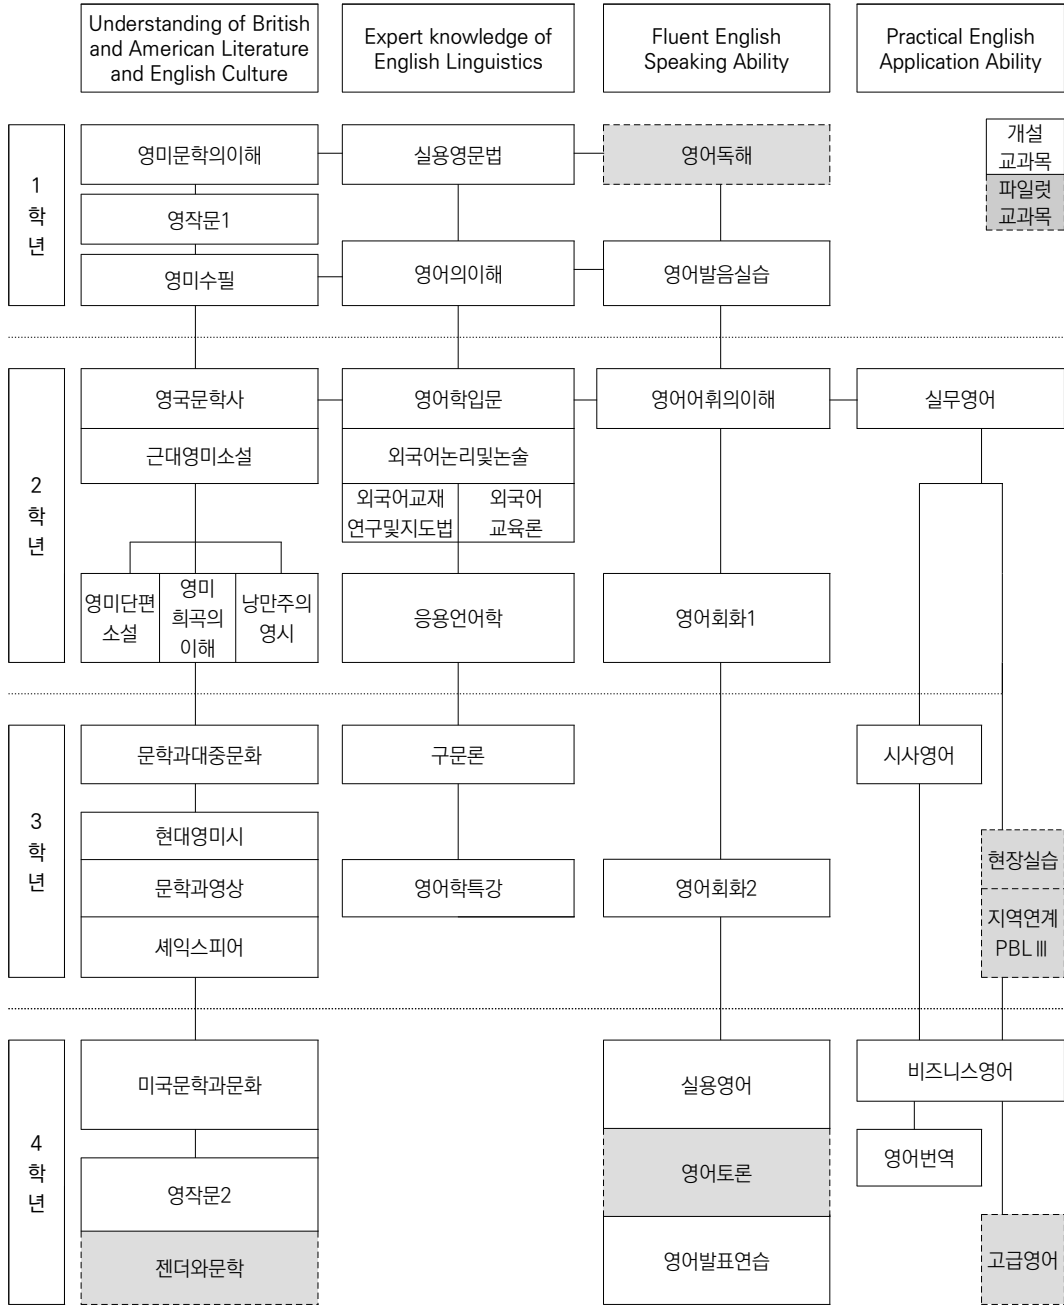 Understanding of British
and American Literature
and English Culture
Expert knowledge of
English Linguistics
Fluent English
Speaking Ability
Practical English
Application Ability
1
학
년
영미문학의이해
실용영문법
영어독해
개설
교과목
파일럿
교과목
영작문1
영미수필
영어의이해
영어발음실습
2
학
년
영국문학사
영어학입문
영어어휘의이해
실무영어
근대영미소설
외국어논리및논술
외국어교재
연구및지도법
외국어
교육론
영미단편
소설
영미
희곡의
이해
낭만주의
영시
응용언어학
영어회화1
3
학
년
문학과대중문화
구문론
시사영어
현대영미시
문학과영상
영어학특강
영어회화2
현장실습
셰익스피어
지역연계
PBLⅢ
4
학
년
미국문학과문화
실용영어
비즈니스영어
영작문2
영어토론
영어번역
젠더와문학
영어발표연습
고급영어